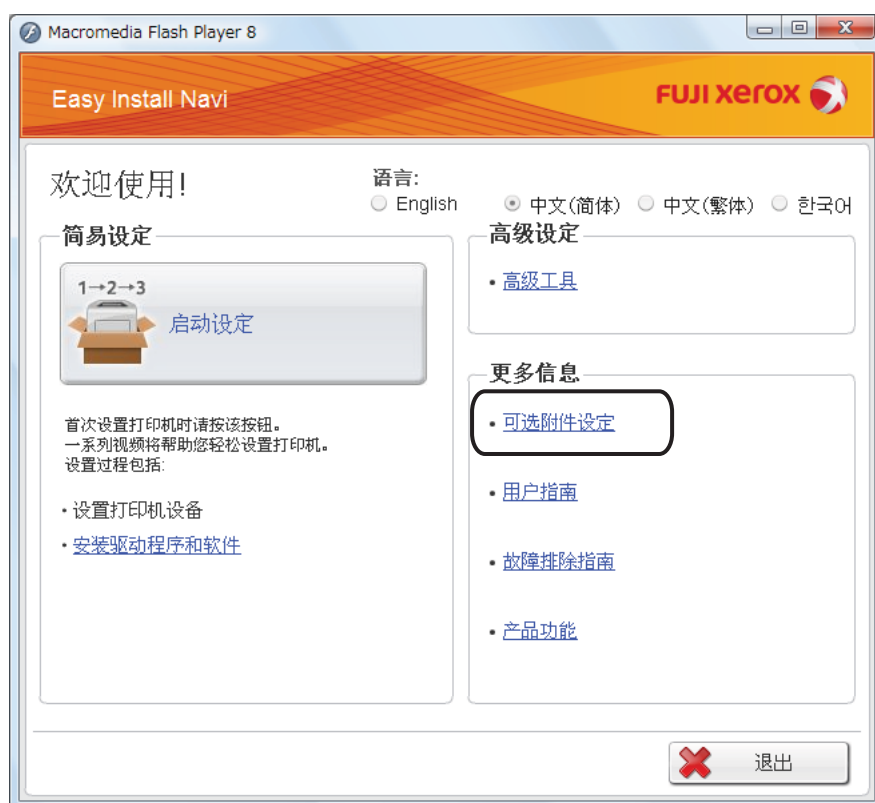 Macromedia Flash Player 8
Easy Install Navi
FUJI xerox
欢迎使用!
语言:
English 中文(简体) 中文(繁体) 한국어
简易设定
1→2→3
启动设定
首次设置打印机时请按该按钮。
一系列视频将帮助您轻松设置打印机。
设置过程包括:
・设置打印机设备
・安装驱动程序和软件
高级设定
• 高级工具
更多信息
• 可选附件设定
• 用户指南
• 故障排除指南
• 产品功能
退出